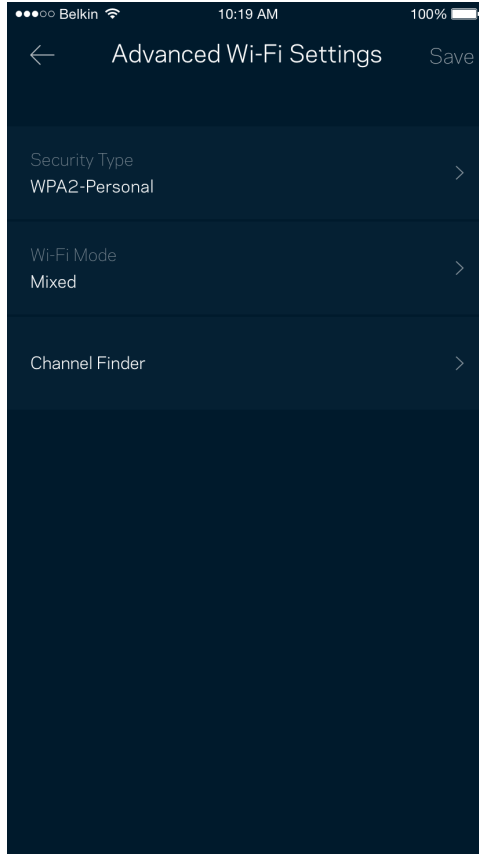 Belkin 10:19 AM 100%
Advanced Wi-Fi Settings Save
Security Type
WPA2-Personal
Wi-Fi Mode
Mixed
Channel Finder